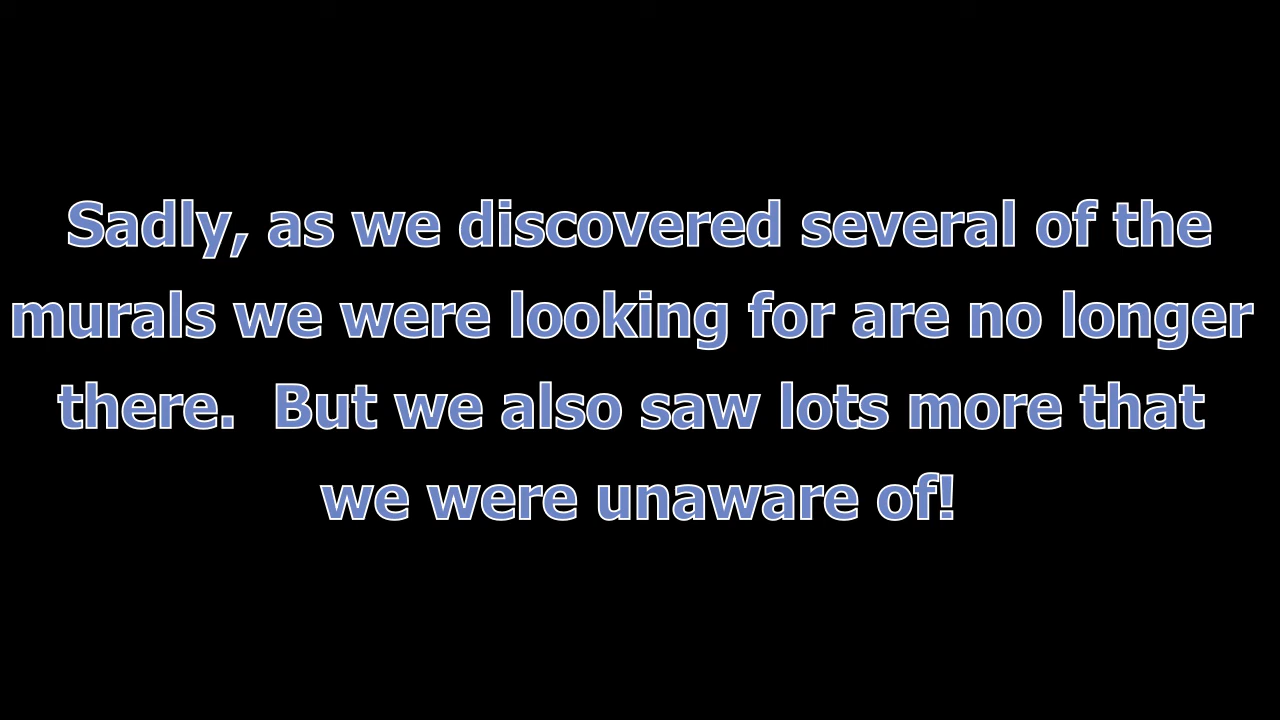 Sadly, as we discovered several of the
murals we were looking for are no longer
there.  But we also saw lots more that
we were unaware of!